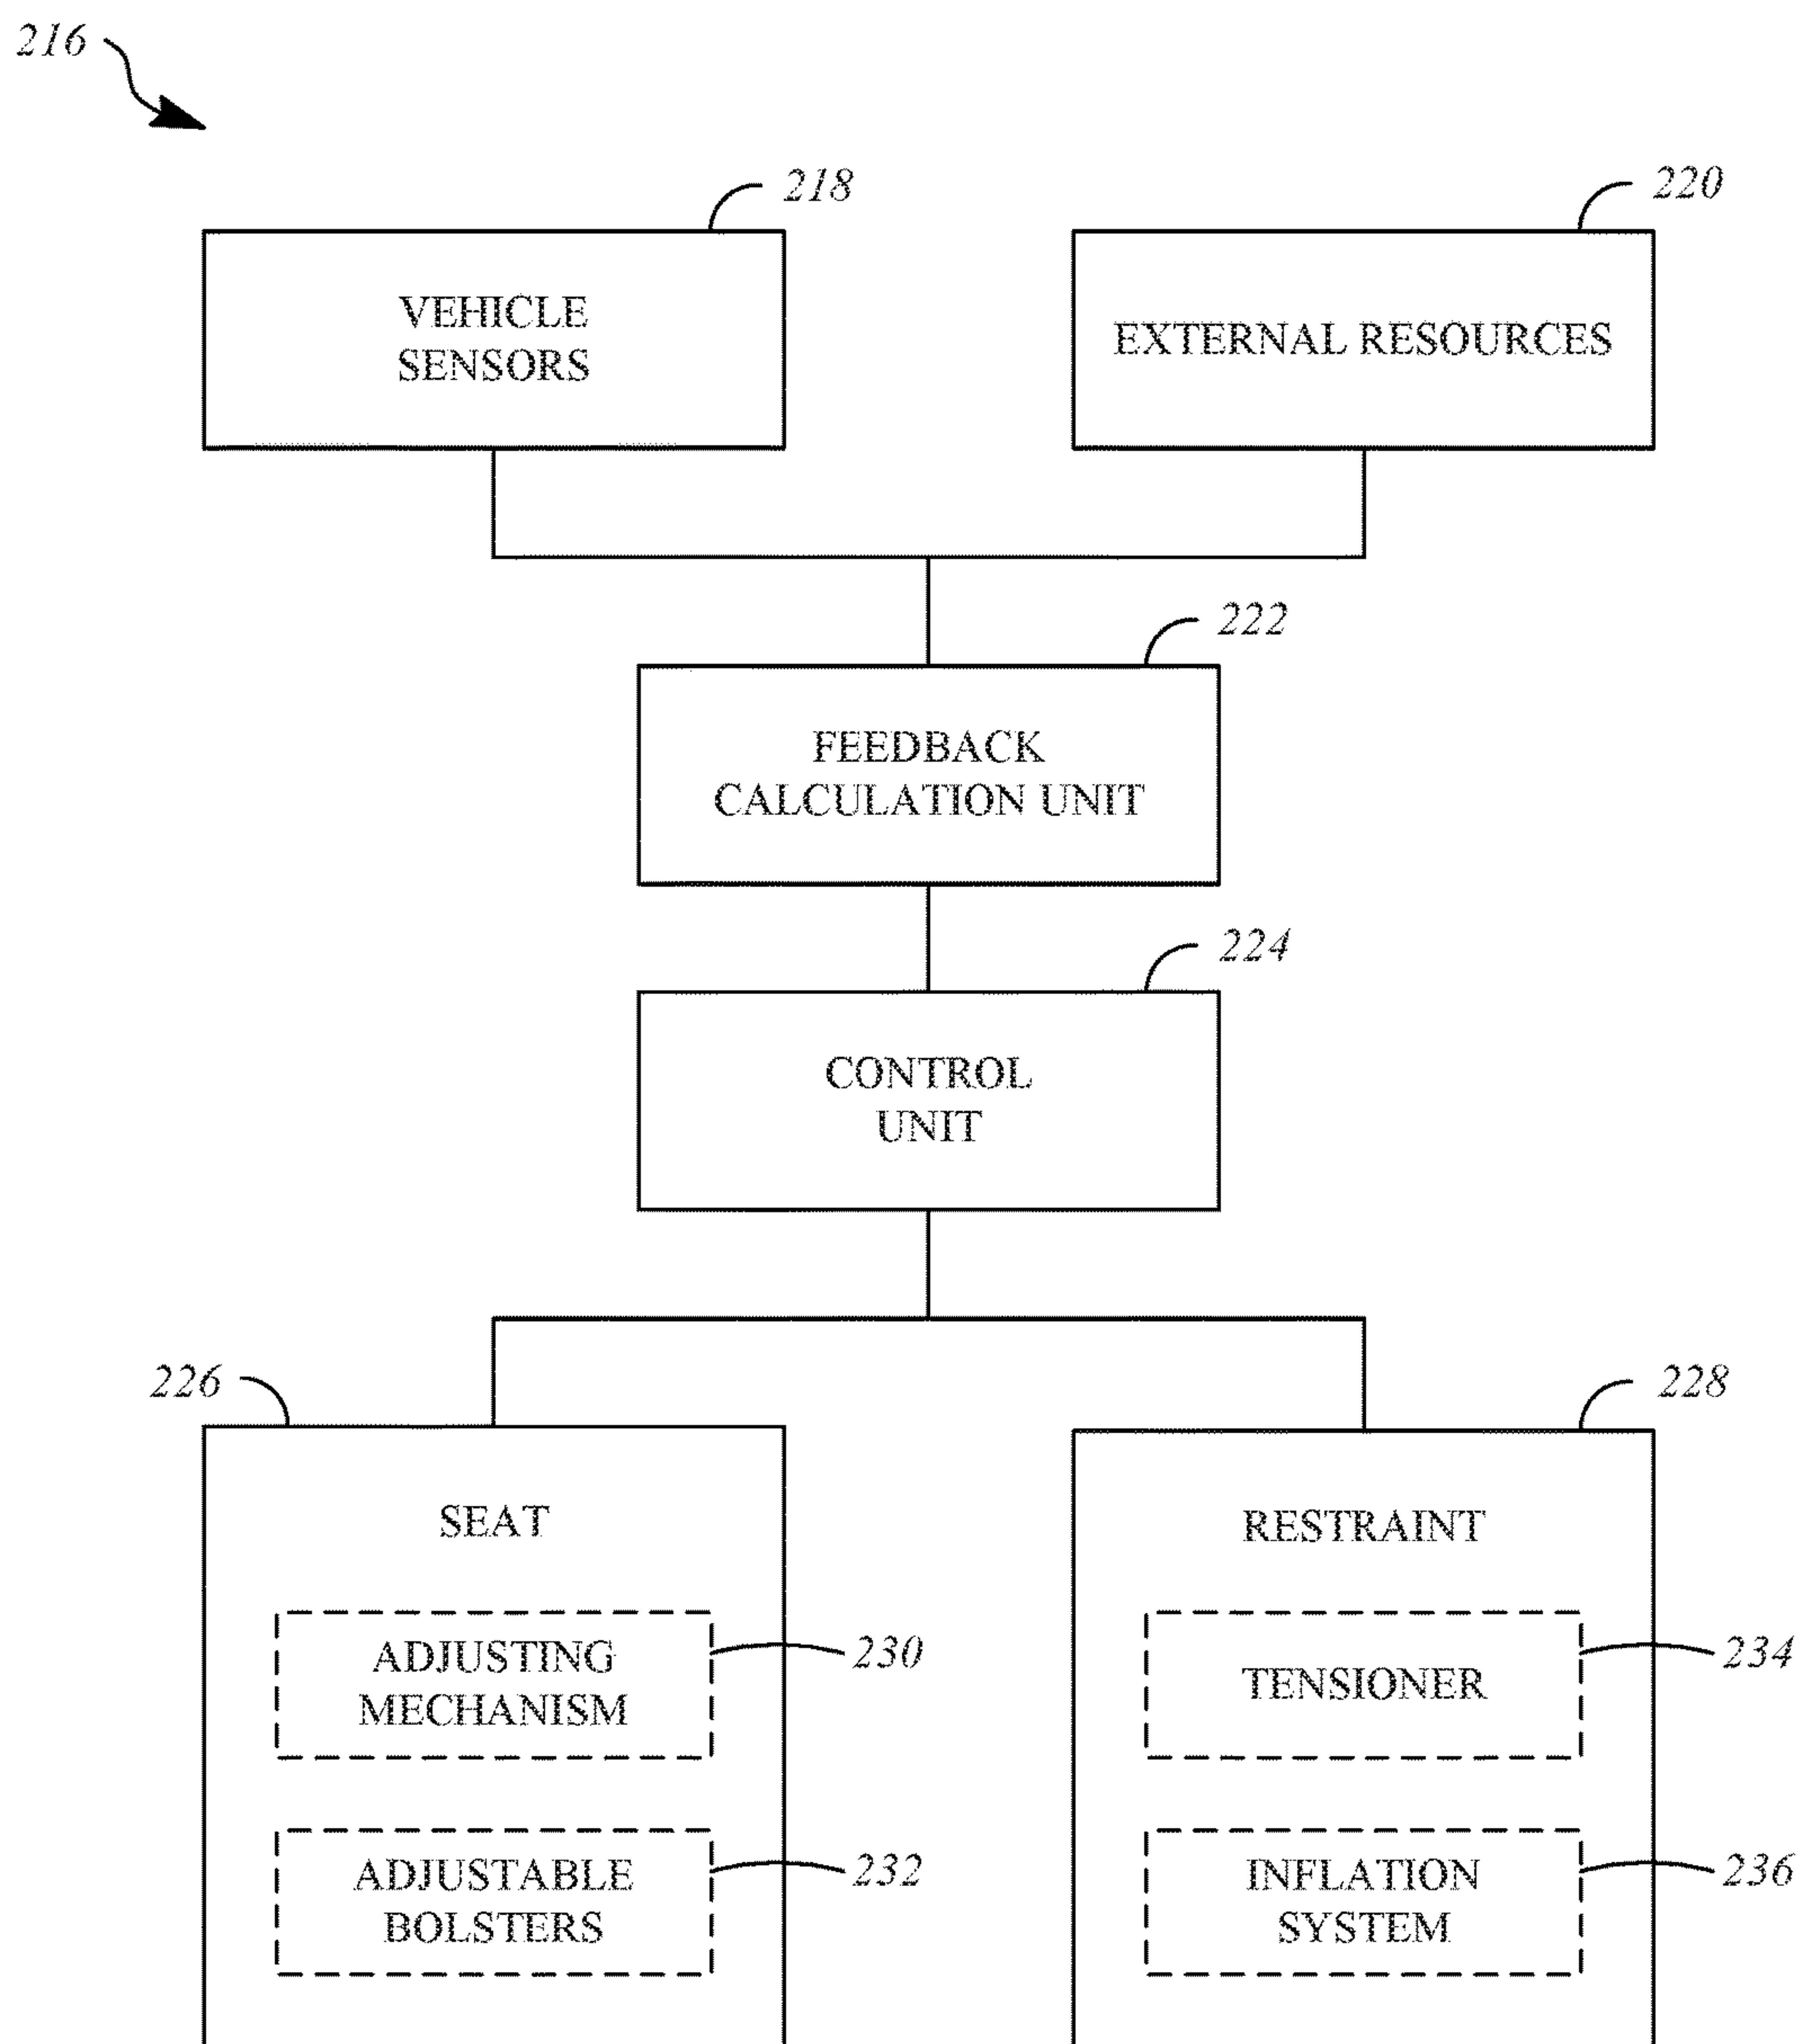 216
218
220
VEHICLE
SENSORS
EXTERNAL RESOURCES
222
FEEDBACK
CALCULATION UNIT
224
CONTROL
UNIT
226
228
SEAT
RESTRAINT
ADJUSTING
MECHANISM
230
TENSIONER
234
ADJUSTABLE
BOLSTERS
232
INFLATION
SYSTEM
236